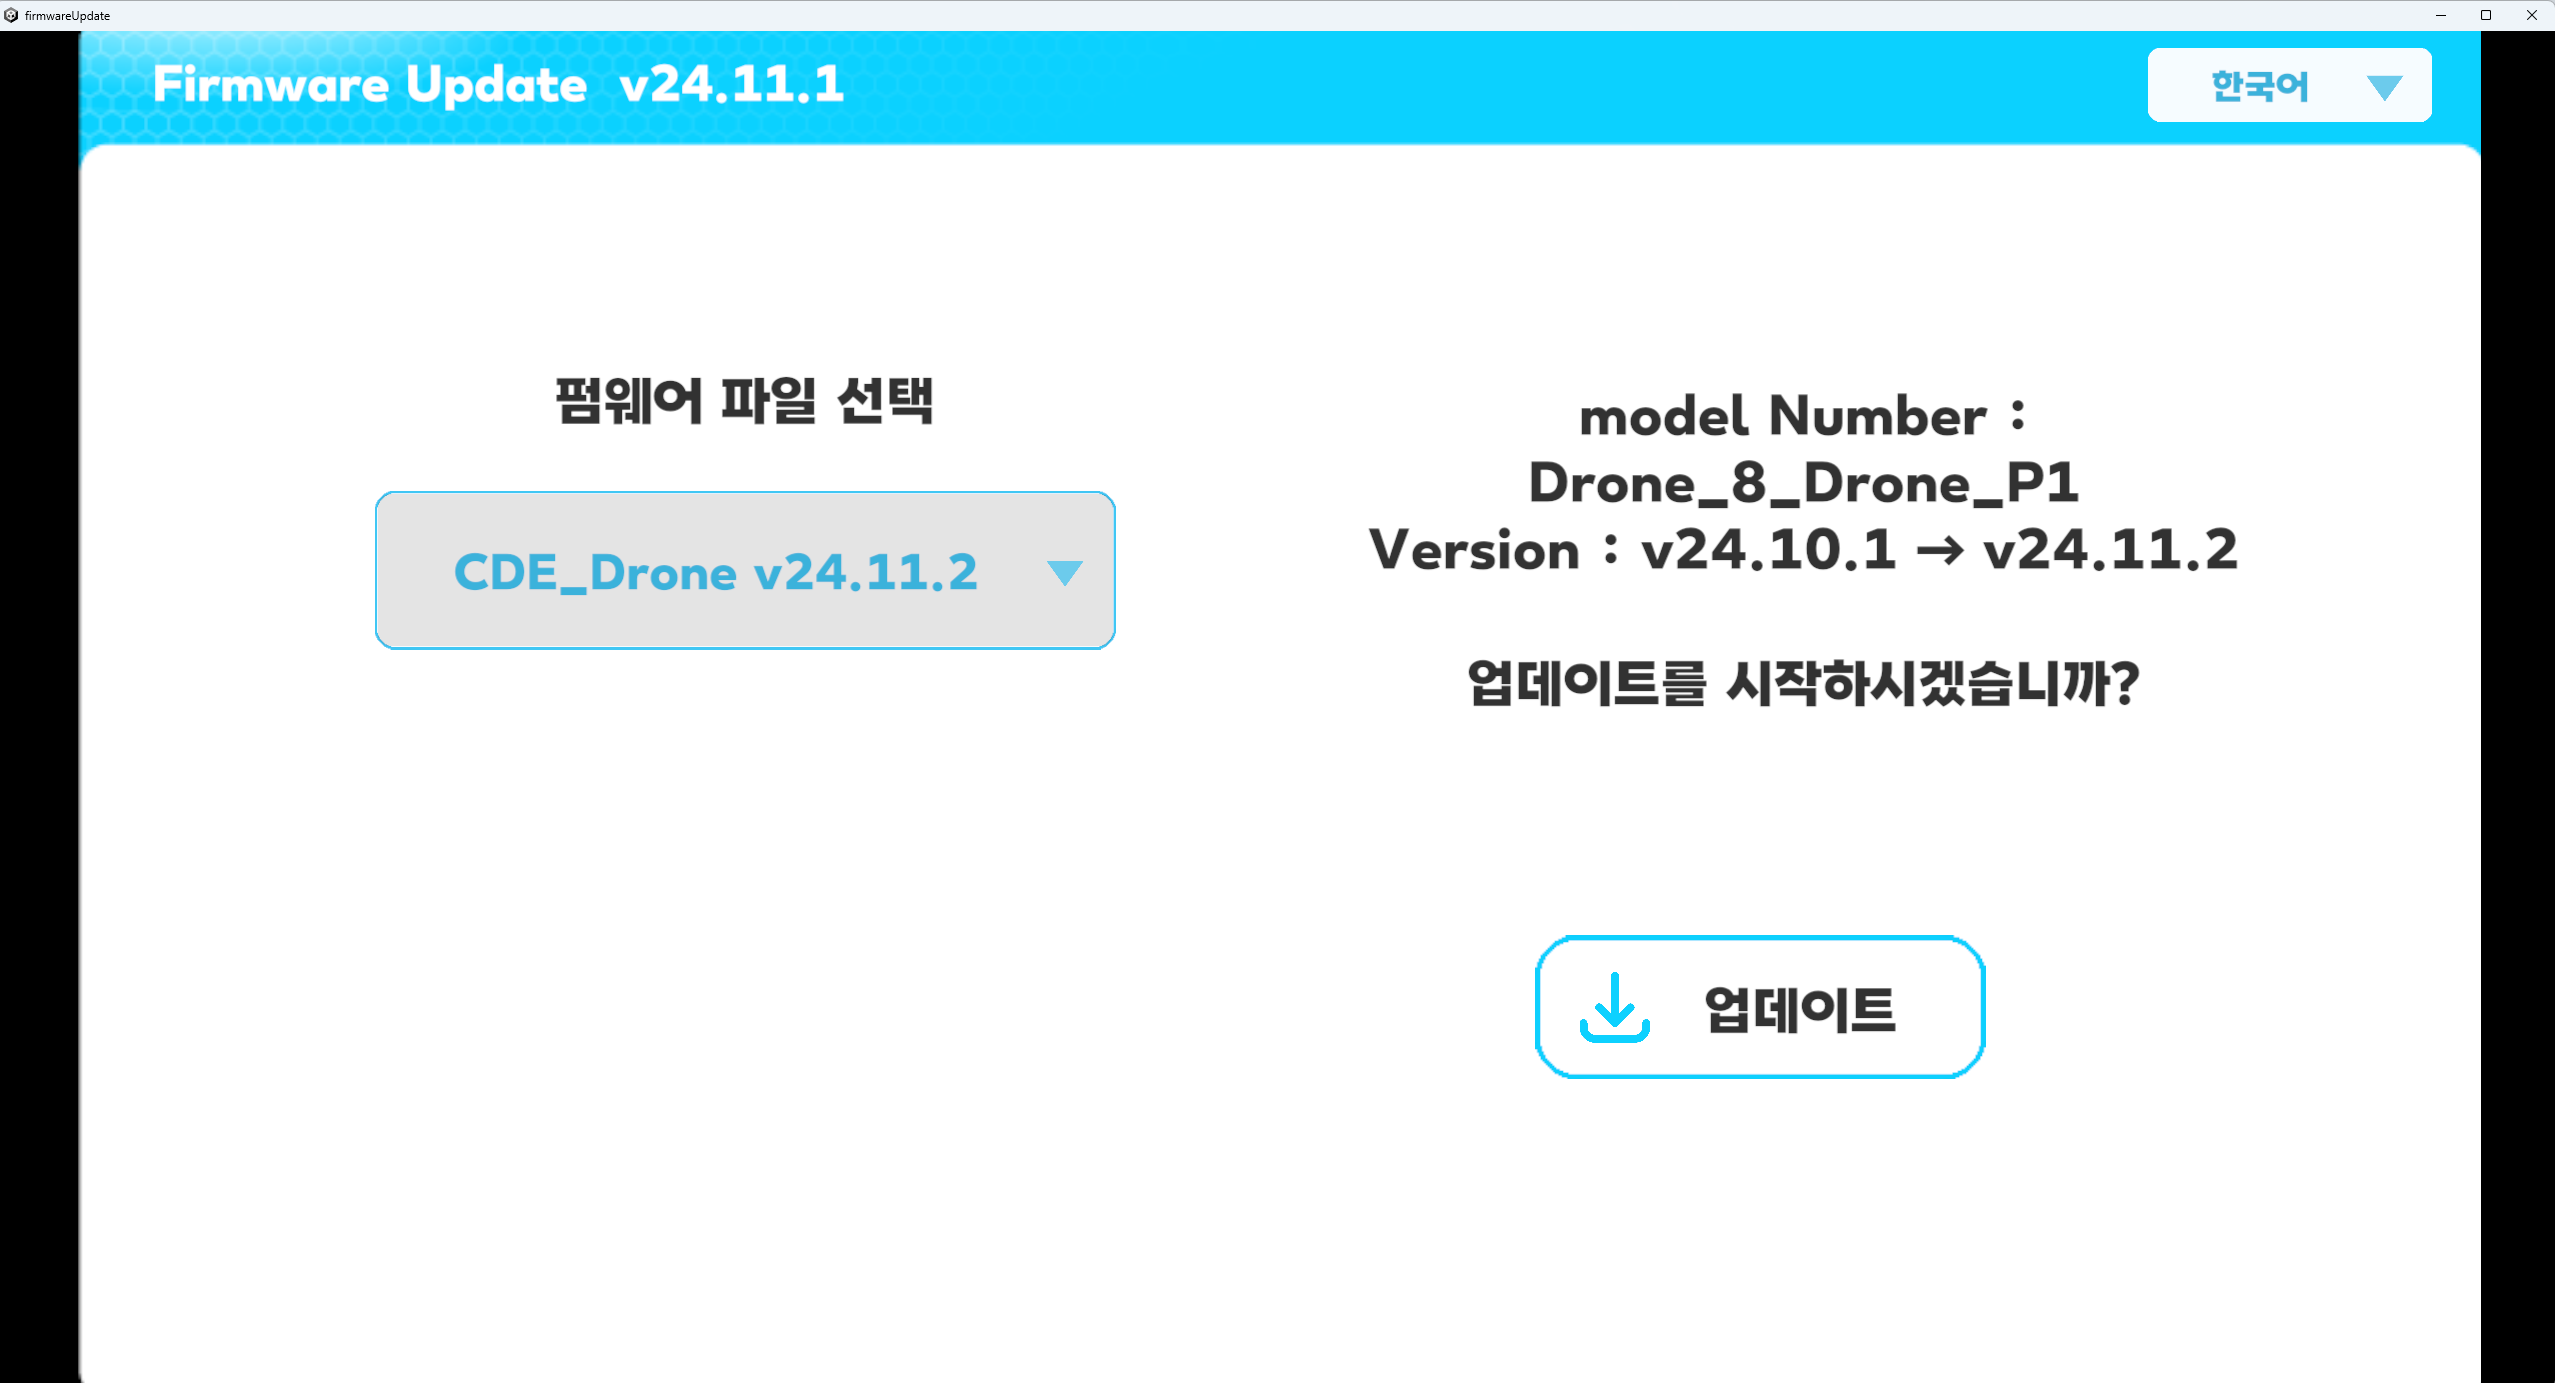 firmwareUpdate
Firmware Update v24.11.1
한국어
펌웨어 파일 선택
CDE_Drone v24.11.2
model Number :
Drone_8_Drone_P1
Version : v24.10.1 → v24.11.2
업데이트를 시작하시겠습니까?
업데이트